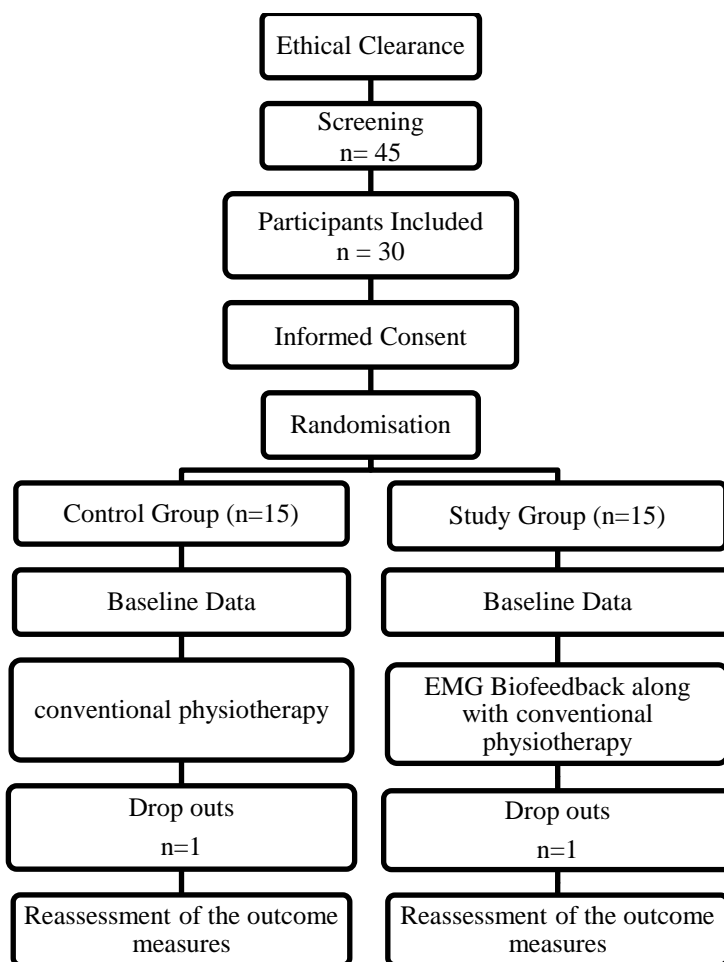 Ethical Clearance
Screening
n= 45
Participants Included
n = 30
Informed Consent
Randomisation
Control Group (n=15)
Study Group (n=15)
Baseline Data
Baseline Data
conventional physiotherapy
EMG Biofeedback along
with conventional
physiotherapy
Drop outs
n=1
Drop outs
n=1
Reassessment of the outcome
measures
Reassessment of the outcome
measures